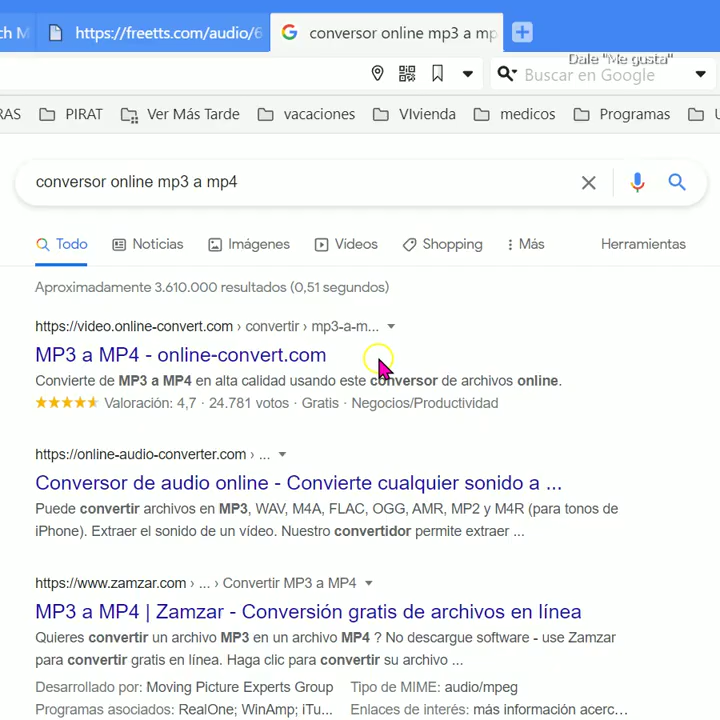 ch M
https://freetts.com/audio/6
conversor online mp3 a mp
Dale "Me gusta"
Buscar en Google
RAS
PIRAT
Ver Más Tarde
vacaciones
VIvienda
medicos
Programas
conversor online mp3 a mp4
Todo
Noticias
Imágenes
Videos
Shopping
Más
Herramientas
Aproximadamente 3.610.000 resultados (0,51 segundos)
https://video.online-convert.com › convertir › mp3-a-m...
MP3 a MP4 - online-convert.com
Convierte de MP3 a MP4 en alta calidad usando este conversor de archivos online.
Valoración: 4,7 · 24.781 votos · Gratis · Negocios/Productividad
https://online-audio-converter.com › ...
Conversor de audio online - Convierte cualquier sonido a ...
Puede convertir archivos en MP3, WAV, M4A, FLAC, OGG, AMR, MP2 y M4R (para tonos de
iPhone). Extraer el sonido de un vídeo. Nuestro convertidor permite extraer ...
https://www.zamzar.com › ... › Convertir MP3 a MP4
MP3 a MP4 | Zamzar - Conversión gratis de archivos en línea
Quieres convertir un archivo MP3 en un archivo MP4 ? No descargue software - use Zamzar
para convertir gratis en línea. Haga clic para convertir su archivo ...
Desarrollado por: Moving Picture Experts Group Tipo de MIME: audio/mpeg
Programas asociados: RealOne; WinAmp; iTu... Enlaces de interés: más información acerc...